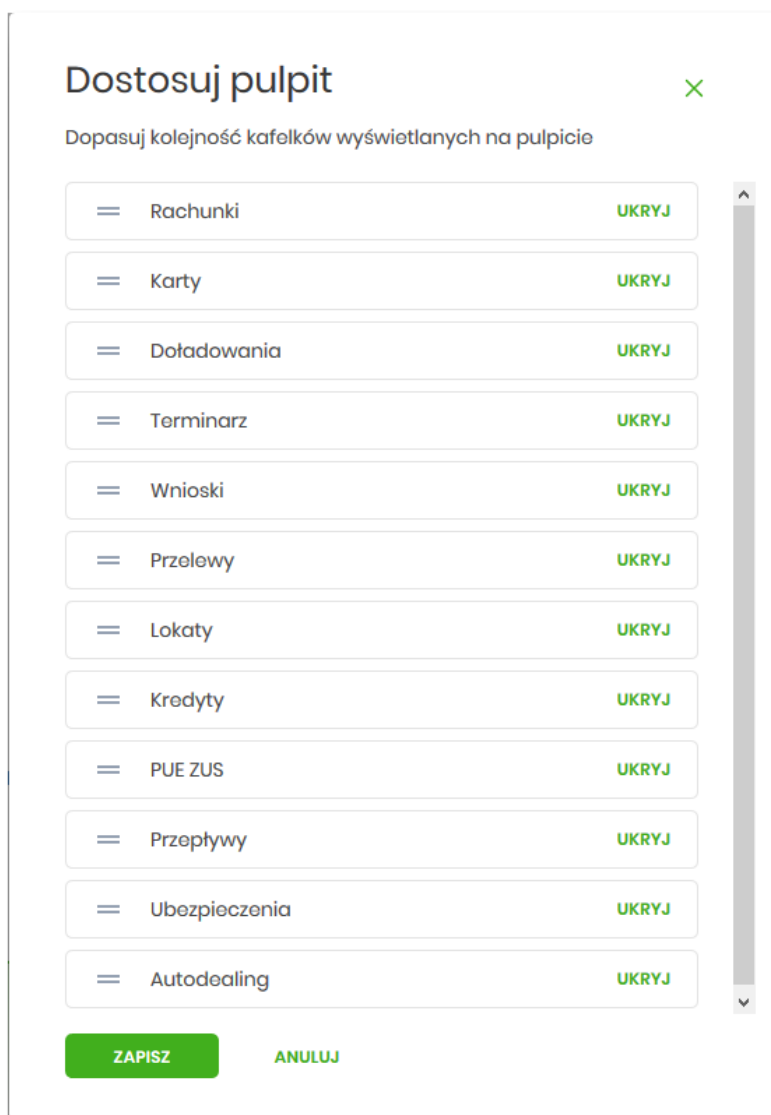 Dostosuj pulpit
Dopasuj kolejność kafelków wyświetlanych na pulpicie
Rachunki UKRYJ
Karty UKRYJ
Doładowania UKRYJ
Terminarz UKRYJ
Wnioski UKRYJ
Przelewy UKRYJ
Lokaty UKRYJ
Kredyty UKRYJ
PUE ZUS UKRYJ
Przepływy UKRYJ
Ubezpieczenia UKRYJ
Autodealing UKRYJ
ZAPISZ ANULUJ